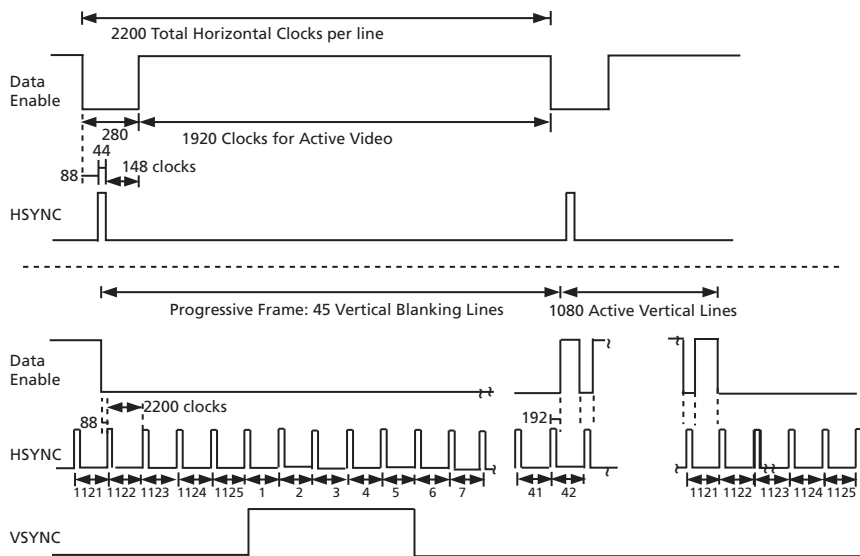 2200 Total Horizontal Clocks per line
Data
Enable
280
1920 Clocks for Active Video
44
148 clocks
88
HSYNC
Progressive Frame: 45 Vertical Blanking Lines
1080 Active Vertical Lines
Data
Enable
2200 clocks
88
192
HSYNC
1121 1122 1123 1124 1125 1 2 3 4 5 6 7 41 42 1121 1122 1123 1124 1125
VSYNC